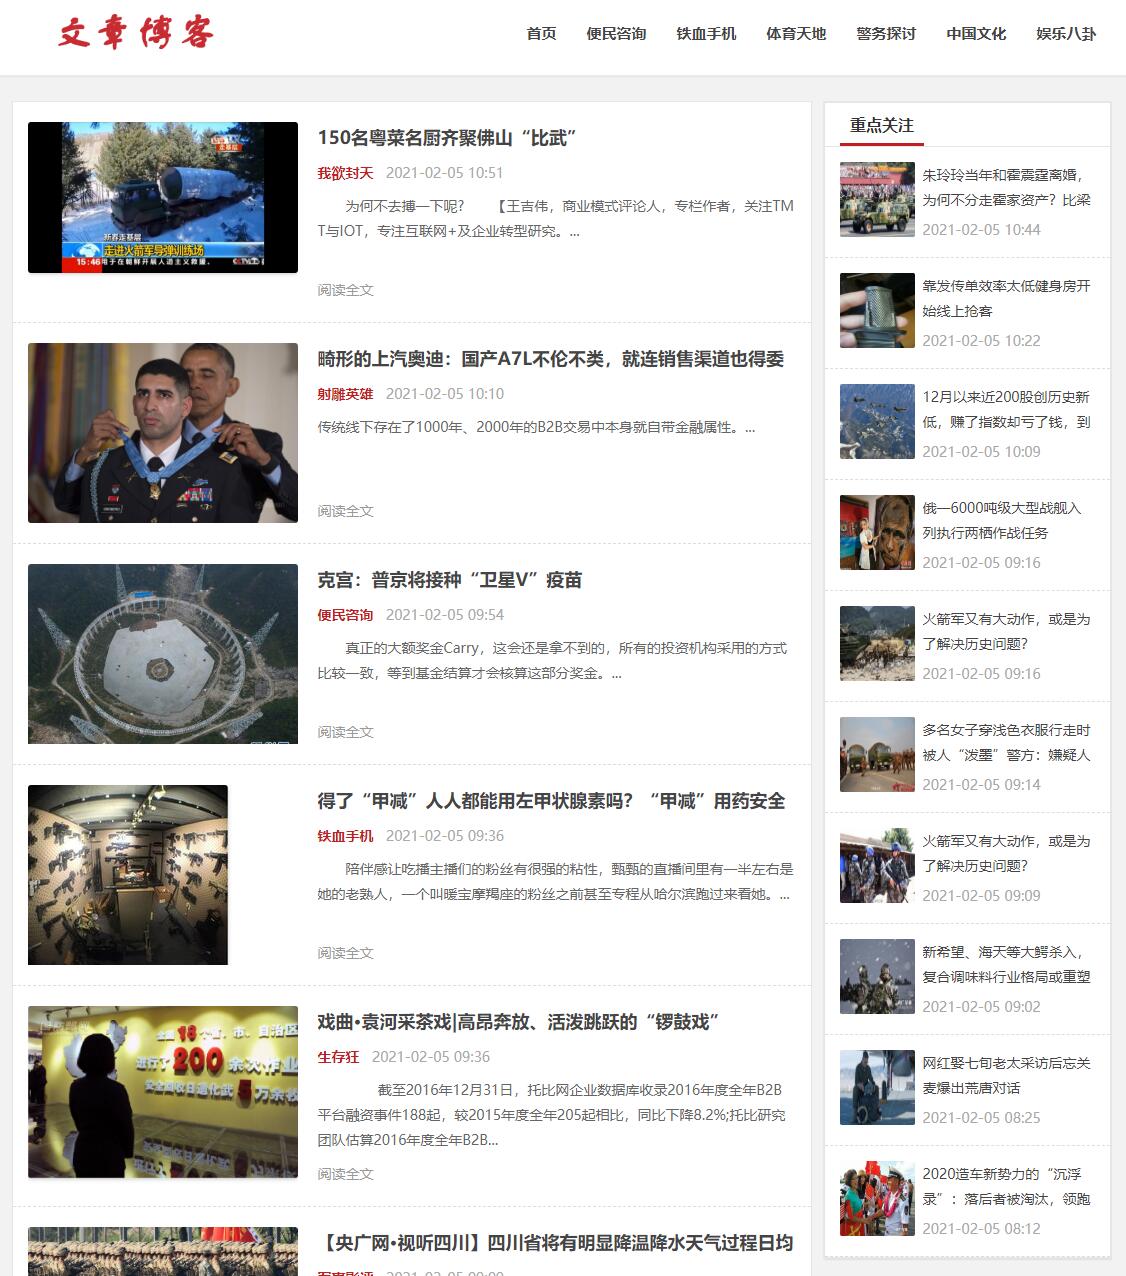 文章博客
首页 便民咨询 铁血手机 体育天地 警务探讨 中国文化 娱乐八卦
150名粤菜名厨齐聚佛山“比武”
我欲封天 2021-02-05 10:51
为何不去搏一下呢？ 【王吉伟，商业模式评论人，专栏作者，关注TM
T与IOT，专注互联网+及企业转型研究。...
阅读全文
新春走基层
走进火箭军导弹训练场
15:46
畸形的上汽奥迪：国产A7L不伦不类，就连销售渠道也得委
射雕英雄 2021-02-05 10:10
传统线下存在了1000年、2000年的B2B交易中本身就自带金融属性。...
阅读全文
克宫：普京将接种“卫星V”疫苗
便民咨询 2021-02-05 09:54
真正的大额奖金Carry，这会还是拿不到的，所有的投资机构采用的方式
比较一致，等到基金结算才会核算这部分奖金。...
阅读全文
得了“甲减”人人都能用左甲状腺素吗？“甲减”用药安全
铁血手机 2021-02-05 09:36
陪伴感让吃播主播们的粉丝有很强的粘性，甄甄的直播间里有一半左右是
她的老熟人，一个叫暖宝摩羯座的粉丝之前甚至专程从哈尔滨跑过来看她。...
阅读全文
戏曲•袁河采茶戏|高昂奔放、活泼跳跃的“锣鼓戏”
生存狂 2021-02-05 09:36
截至2016年12月31日，托比网企业数据库收录2016年度全年B2B
平台融资事件188起，较2015年度全年205起相比，同比下降8.2%;托比研究
团队估算2016年度全年B2B...
阅读全文
全国18个省、市、自治区
进行了200余次作业
【央广网•视听四川】四川省将有明显降温降水天气过程日均
重点关注
朱玲玲当年和霍震霆离婚，
为何不分走霍家资产？比梁
2021-02-05 10:44
靠发传单效率太低健身房开
始线上抢客
2021-02-05 10:22
12月以来近200股创历史新
低，赚了指数却亏了钱，到
2021-02-05 10:09
俄一6000吨级大型战舰入
列执行两栖作战任务
2021-02-05 09:16
火箭军又有大动作，或是为
了解决历史问题？
2021-02-05 09:16
多名女子穿浅色衣服行走时
被人“泼墨”警方：嫌疑人
2021-02-05 09:14
火箭军又有大动作，或是为
了解决历史问题？
2021-02-05 09:09
新希望、海天等大鳄杀入，
复合调味料行业格局或重塑
2021-02-05 09:02
网红娶七旬老太采访后忘关
麦爆出荒唐对话
2021-02-05 08:25
2020造车新势力的“沉浮
录”：落后者被淘汰，领跑
2021-02-05 08:12